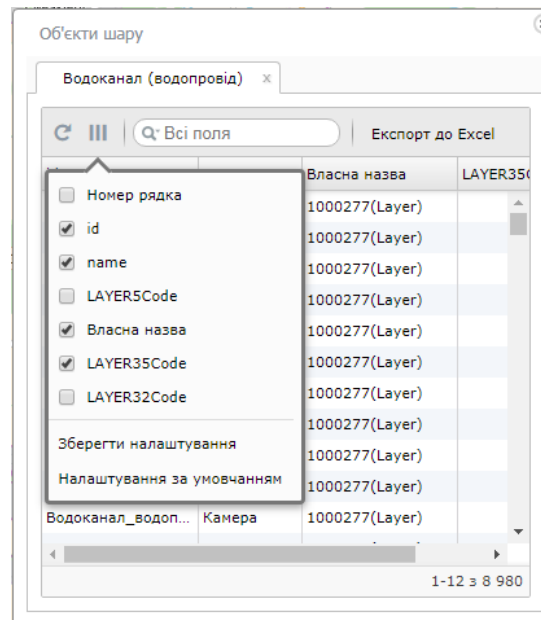 Об'єкти шару
Водоканал (водопровід) x
Всі поля Експорт до Excel
Власна назва LAYER35
Номер рядка
1000277(Layer)
id
1000277(Layer)
name
1000277(Layer)
LAYER5Code
1000277(Layer)
Власна назва 1000277(Layer)
LAYER35Code 1000277(Layer)
LAYER32Code 1000277(Layer)
1000277(Layer)
Зберегти налаштування 1000277(Layer)
Налаштування за умовчанням 1000277(Layer)
Водоканал_водоп... Камера 1000277(Layer)
1-12 з 8 980